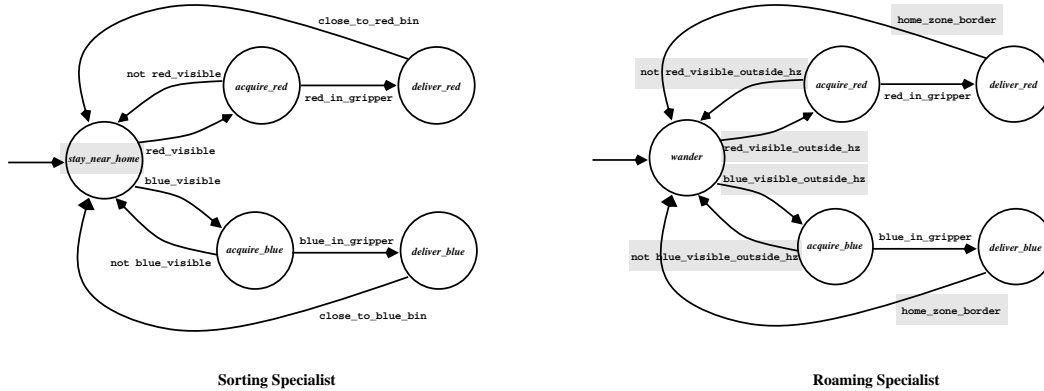 close_to_red_bin
not red_visible
acquire_red
deliver_red
red_in_gripper
stay_near_home
red_visible
blue_visible
acquire_blue
blue_in_gripper
deliver_blue
not blue_visible
close_to_blue_bin
Sorting Specialist
home_zone_border
not red_visible_outside_hz
acquire_red
deliver_red
red_in_gripper
wander
red_visible_outside_hz
blue_visible_outside_hz
acquire_blue
blue_in_gripper
deliver_blue
not blue_visible_outside_hz
home_zone_border
Roaming Specialist